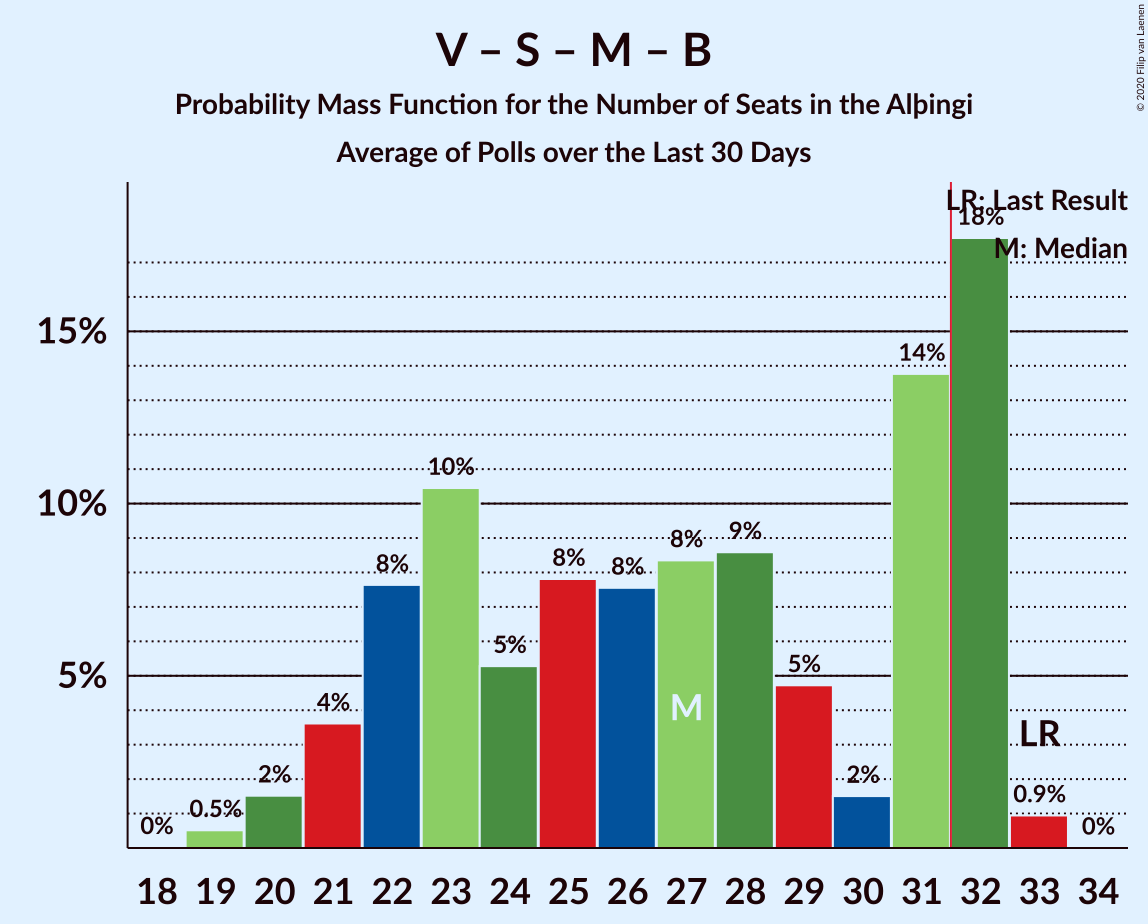 V – S – M – B
Probability Mass Function for the Number of Seats in the Alþingi
Average of Polls over the Last 30 Days
© 2020 Filip van Laenen
LR: Last Result
M: Median
15%
10%
5%
0%
0.5%
2%
4%
8%
10%
5%
8%
8%
8%
9%
5%
2%
14%
18%
0.9%
0%
M
LR
18 19 20 21 22 23 24 25 26 27 28 29 30 31 32 33 34